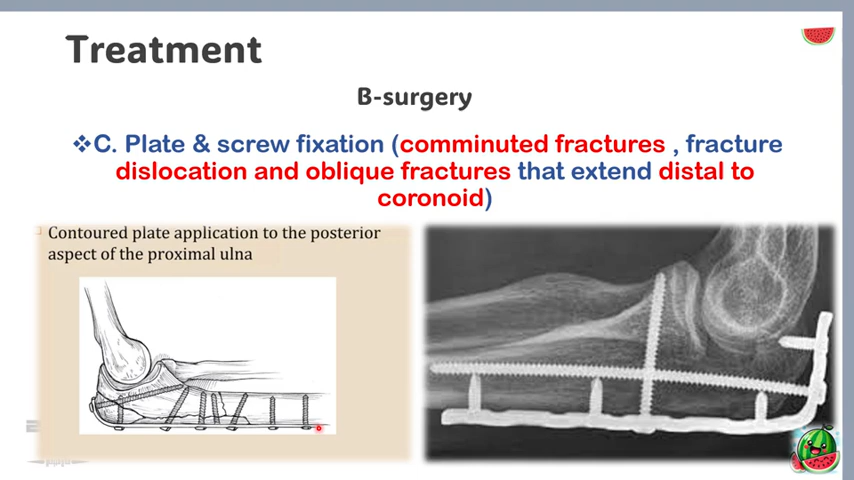 Treatment
B-surgery
❖C. Plate & screw fixation (comminuted fractures , fracture
dislocation and oblique fractures that extend distal to
coronoid)
Contoured plate application to the posterior
aspect of the proximal ulna